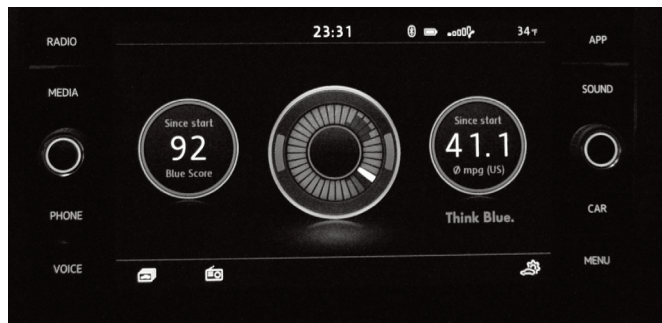 RADIO
MEDIA
PHONE
VOICE
23:31
34°F
Since start
92
Blue Score
Since start
41.1
Ø mpg (US)
Think Blue.
APP
SOUND
CAR
MENU